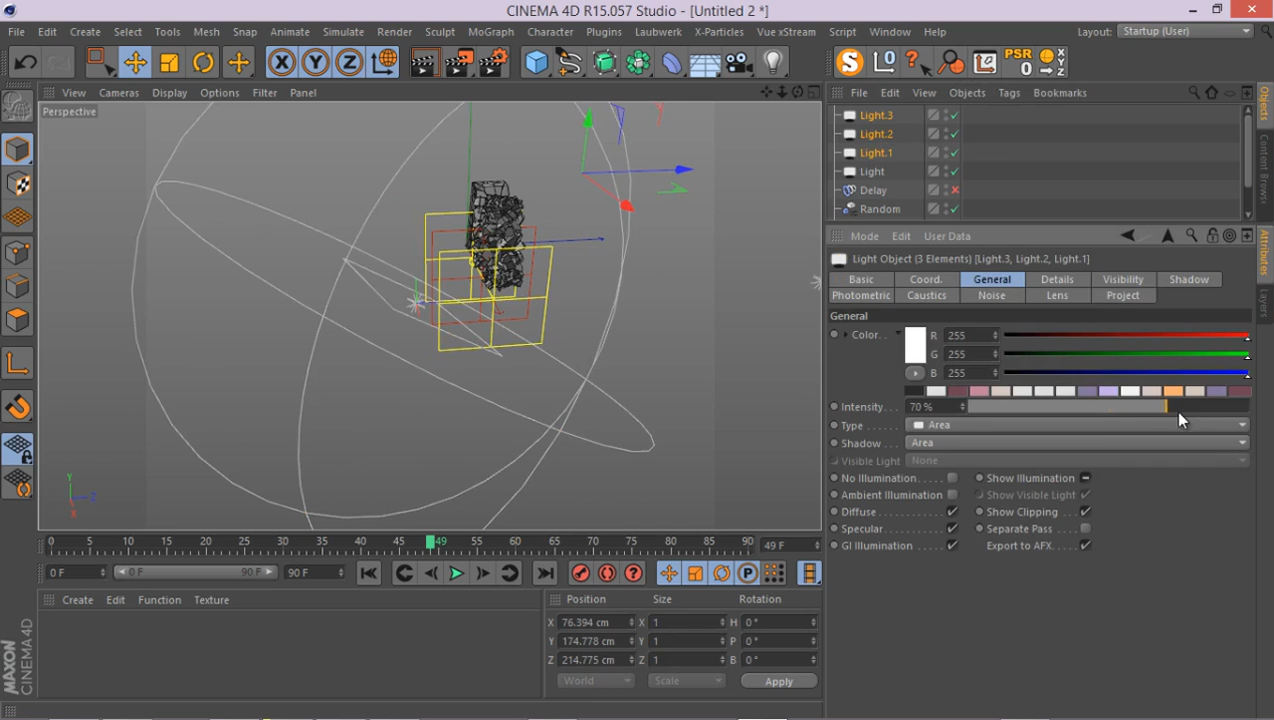 CINEMA 4D R15.057 Studio - [Untitled 2 *]
File Edit Create Select Tools Mesh Snap Animate Simulate Render Sculpt MoGraph Character Plugins Laubwerk X-Particles Vue xStream Script Window Help Layout: Startup (User)
X Y Z S 0 ? PSR 0
View Cameras Display Options Filter Panel
File Edit View Objects Tags Bookmarks
Perspective
Light.3
Light.2
Light.1
Light
Delay
Random
Objects
Content Brows
Mode Edit User Data
Light Object (3 Elements) [Light.3, Light.2, Light.1]
Basic Coord. General Details Visibility Shadow
Photometric Caustics Noise Lens Project
Attributes
Layers
General
Color. . R 255
G 255
B 255
Intensity. . . 70 %
Type . . . . . . Area
Shadow. . . . Area
Visible Light . None
No Illumination. . . . . Show Illumination
Ambient Illumination Show Visible Light
Diffuse . . . . . . . . . . Show Clipping
Specular. . . . . . . . . Separate Pass
GI Illumination . . . . . Export to AFX.
Y
Z
X
0 5 10 15 20 25 30 35 40 45 49 55 60 65 70 75 80 85 90 49 F
0 F 0 F 90 F 90 F
? P
Create Edit Function Texture
Position Size Rotation
X 76.394 cm X 1 H 0 °
Y 174.778 cm Y 1 P 0 °
Z 214.775 cm Z 1 B 0 °
World Scale Apply
MAXON
CINEMA 4D